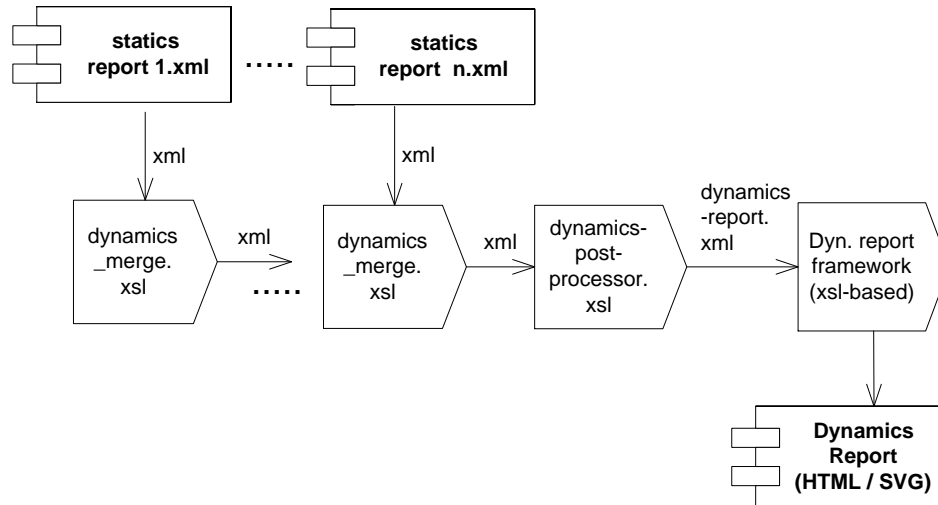 statics
report 1.xml
.....
statics
report n.xml
xml
xml
dynamics
_merge.
xsl
xml
.....
dynamics
_merge.
xsl
xml
dynamics-
post-
processor.
xsl
dynamics
-report.
xml
Dyn. report
framework
(xsl-based)
Dynamics
Report
(HTML / SVG)